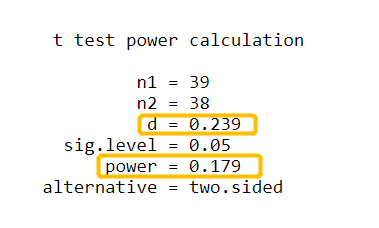 t test power calculation
n1 = 39
n2 = 38
d = 0.239
sig.level = 0.05
power = 0.179
alternative = two.sided